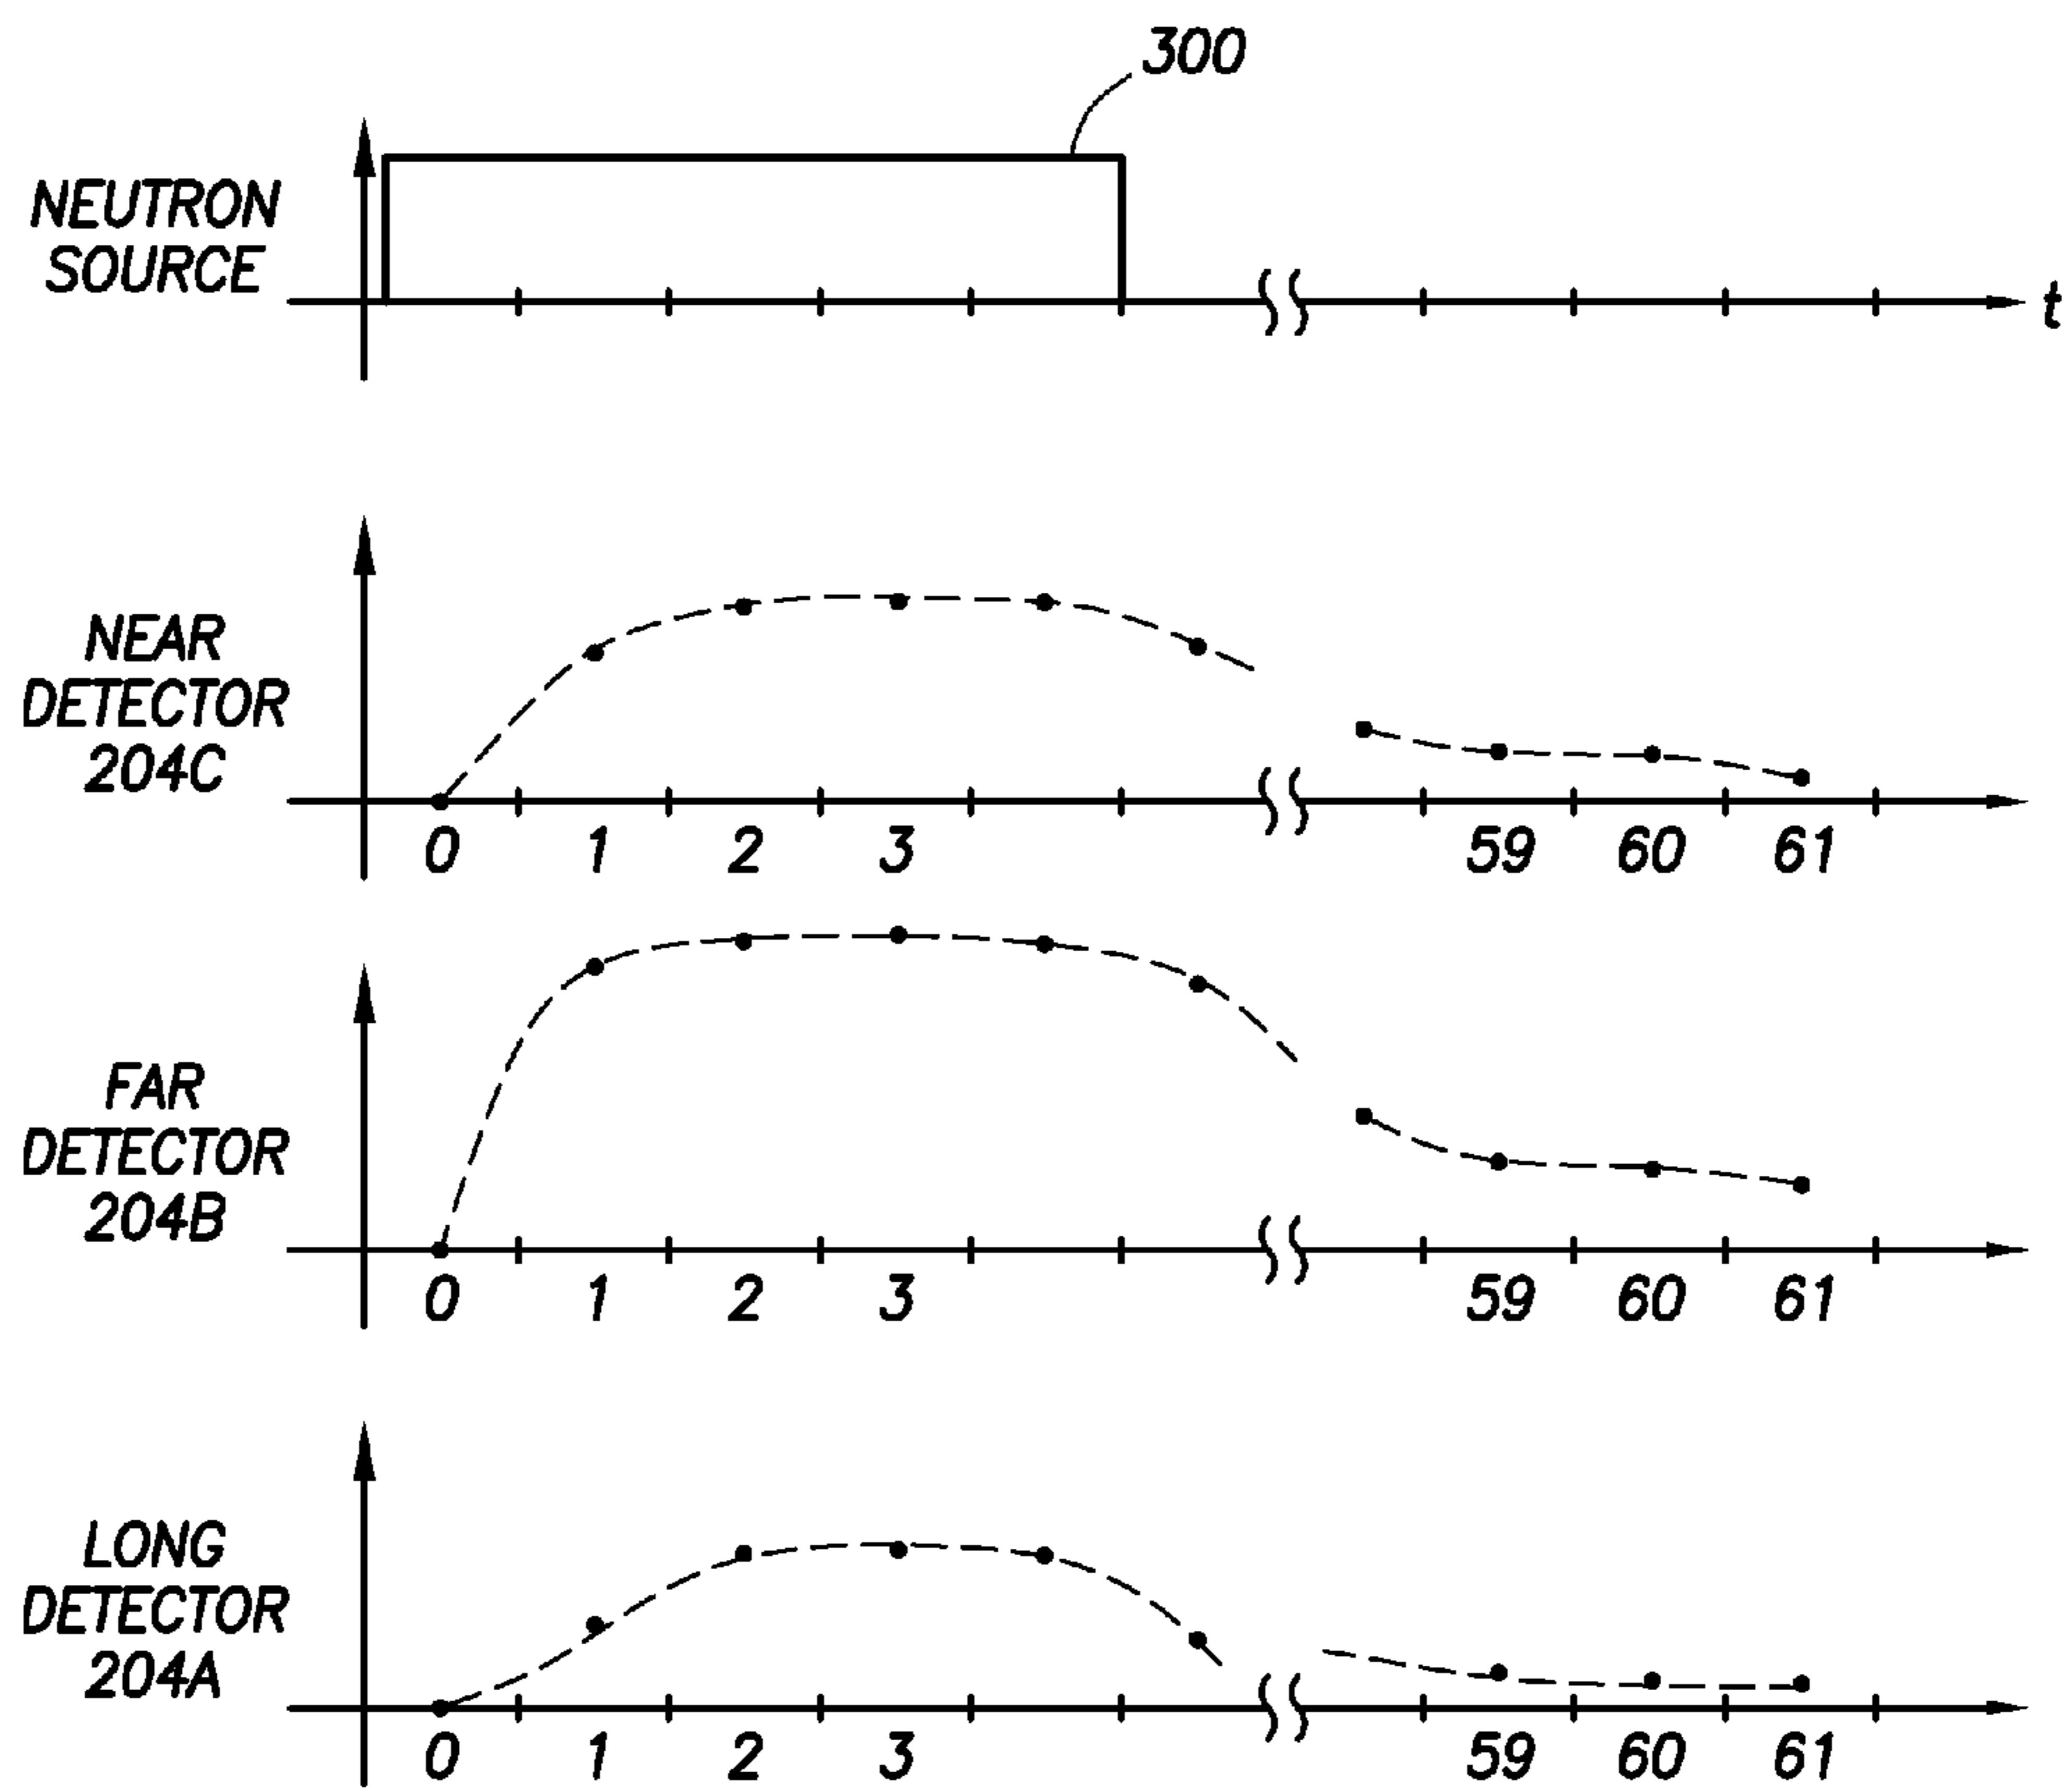 300
NEUTRON
SOURCE
t
NEAR
DETECTOR
204C
0 1 2 3 59 60 61
FAR
DETECTOR
204B
0 1 2 3 59 60 61
LONG
DETECTOR
204A
0 1 2 3 59 60 61